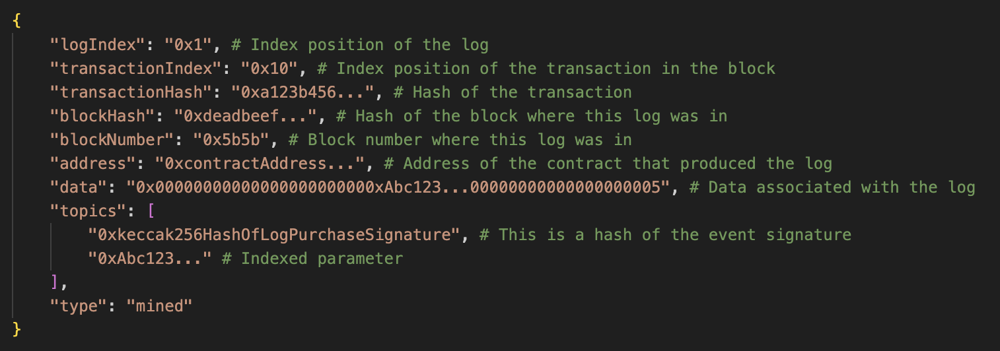 {
"logIndex": "0x1", # Index position of the log
"transactionIndex": "0x10", # Index position of the transaction in the block
"transactionHash": "0xa123b456...", # Hash of the transaction
"blockHash": "0xdeadbeef...", # Hash of the block where this log was in
"blockNumber": "0x5b5b", # Block number where this log was in
"address": "0xcontractAddress...", # Address of the contract that produced the log
"data": "0x00000000000000000000000xAbc123...00000000000000000005", # Data associated with the log
"topics": [
"0xkeccak256HashOfLogPurchaseSignature", # This is a hash of the event signature
"0xAbc123..." # Indexed parameter
],
"type": "mined"
}